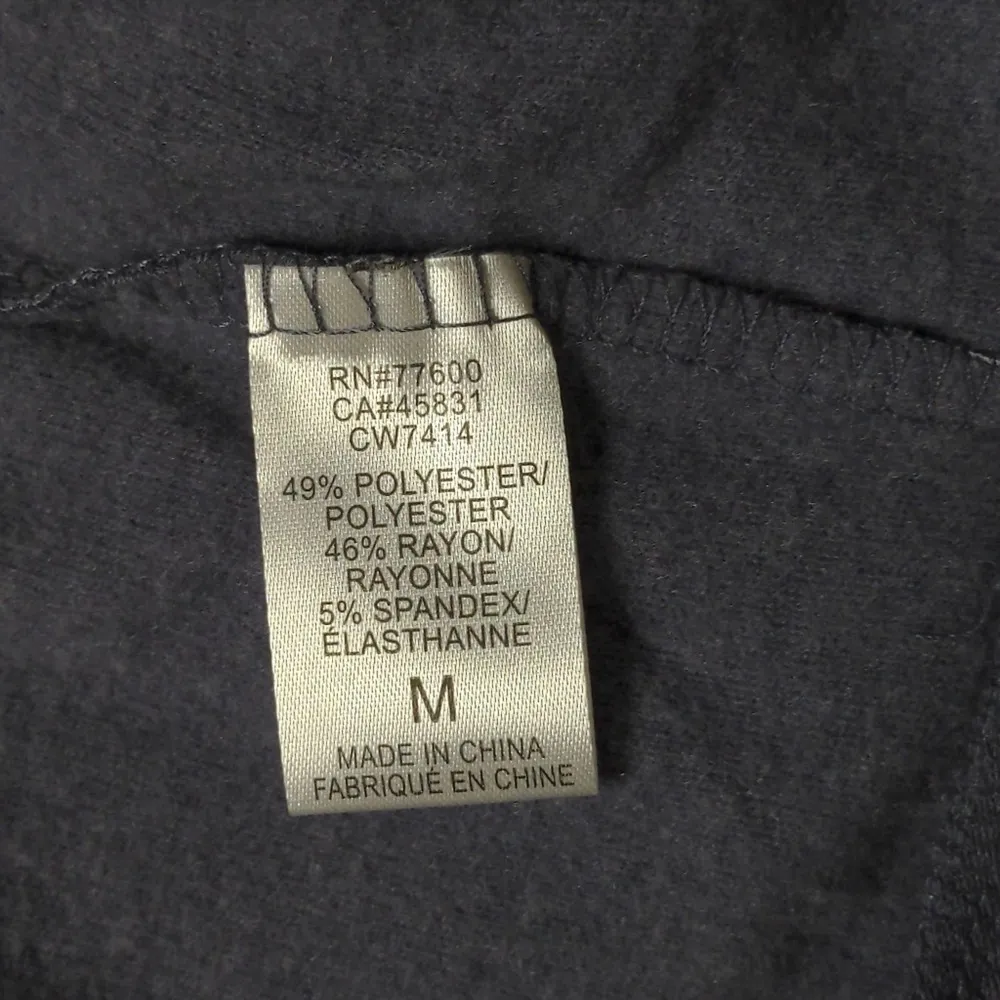 RN#77600
CA#45831
CW7414
49% POLYESTER/
POLYESTER
46% RAYON/
RAYONNE
5% SPANDEX/
ÉLASTHANNE
M
MADE IN CHINA
FABRIQUÉ EN CHINE